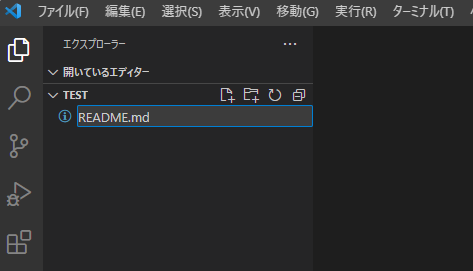 ファイル(F) 編集(E) 選択(S) 表示(V) 移動(G) 実行(R) ターミナル(T)
エクスプローラー
開いているエディター
TEST
README.md